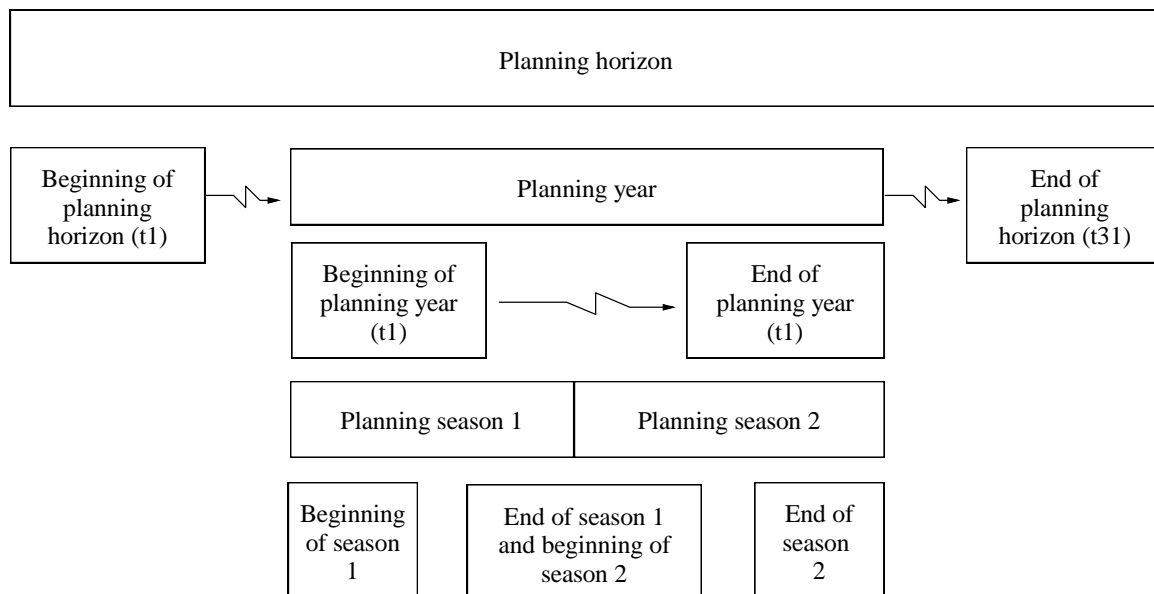 Planning horizon
Beginning of
planning
horizon (t1)
Planning year
End of
planning
horizon (t31)
Beginning of
planning year
(t1)
End of
planning year
(t1)
Planning season 1
Planning season 2
Beginning
of season
1
End of season 1
and beginning of
season 2
End of
season
2